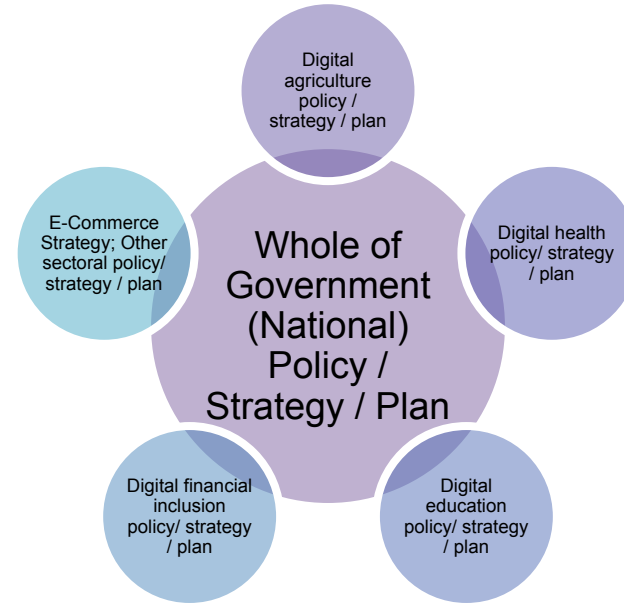 Digital
agriculture
policy /
strategy / plan
E-Commerce
Strategy; Other
sectoral policy/
strategy / plan
Whole of
Government
(National)
Policy /
Strategy / Plan
Digital health
policy/ strategy
/ plan
Digital financial
inclusion
policy/ strategy
/ plan
Digital
education
policy/ strategy
/ plan